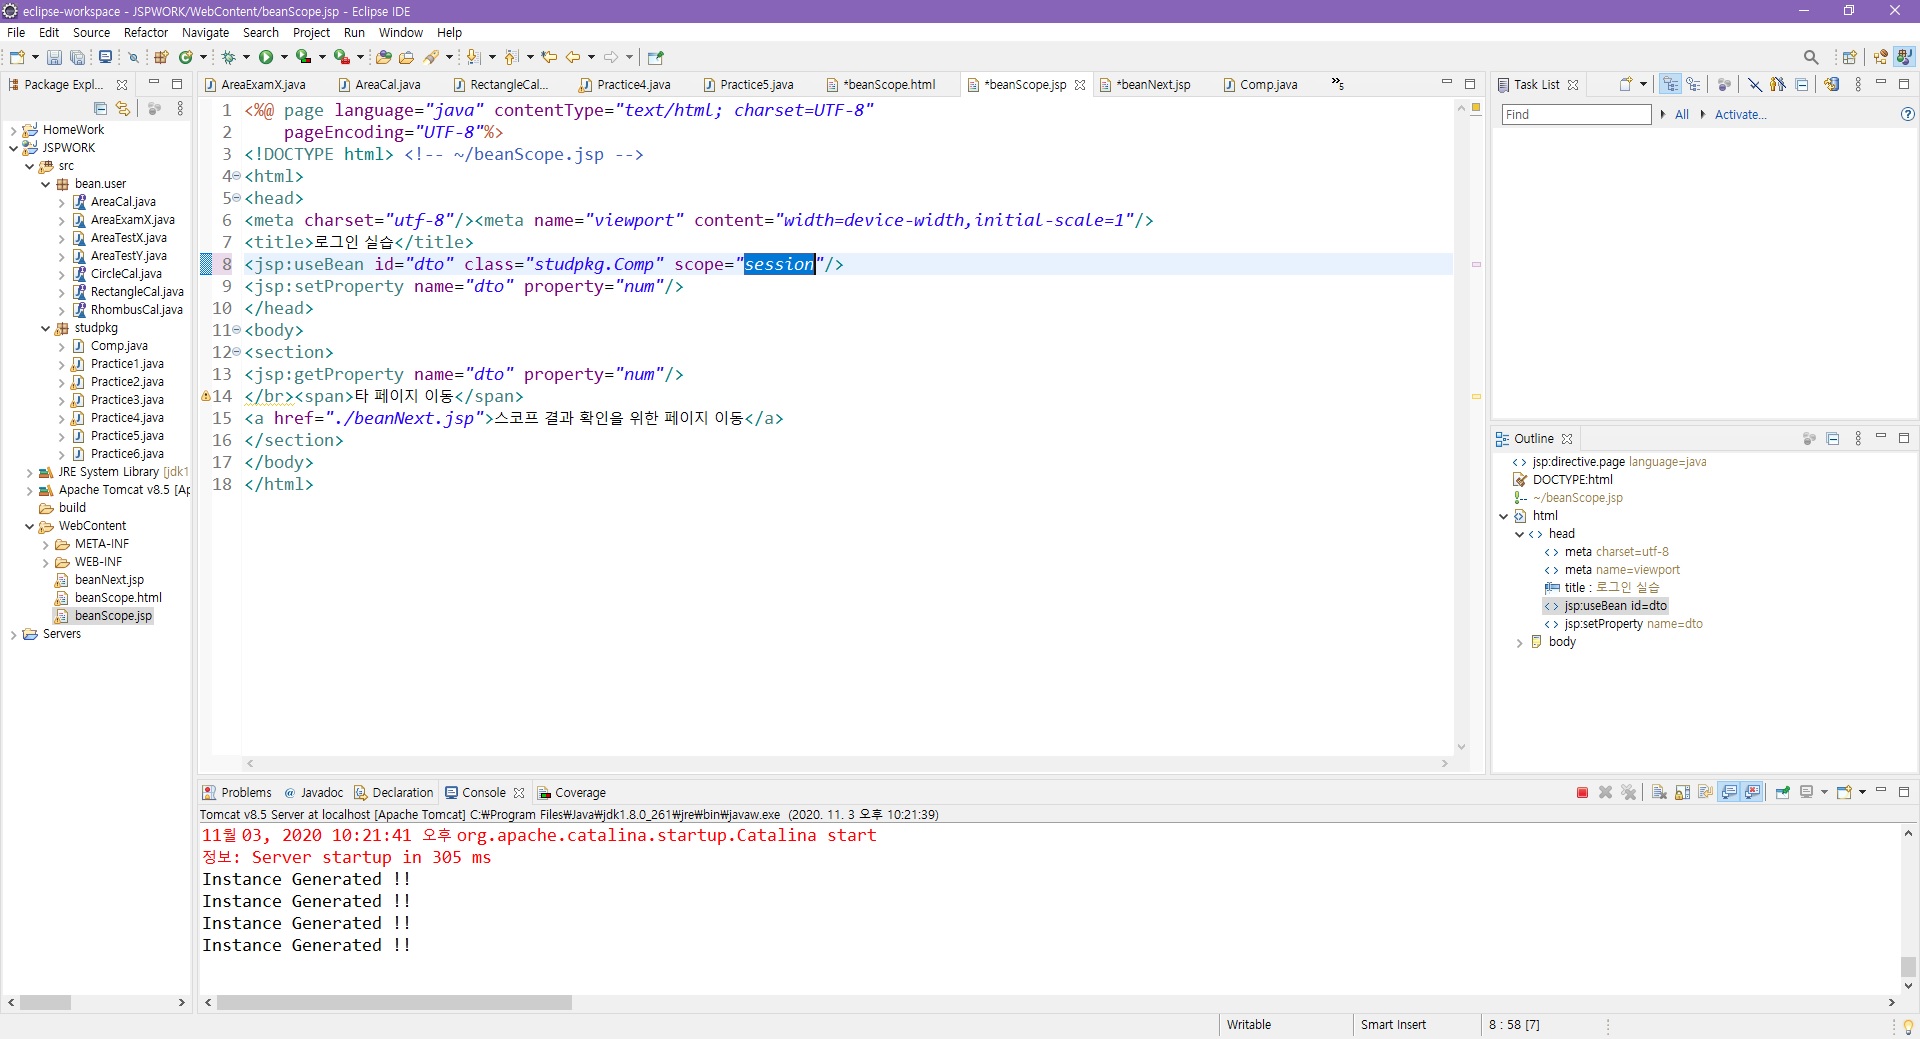 eclipse-workspace - JSPWORK/WebContent/beanScope.jsp - Eclipse IDE
File Edit Source Refactor Navigate Search Project Run Window Help
Package Expl...
HomeWork
JSPWORK
src
bean.user
AreaCal.java
AreaExamX.java
AreaTestX.java
AreaTestY.java
CircleCal.java
RectangleCal.java
RhombusCal.java
studpkg
Comp.java
Practice1.java
Practice2.java
Practice3.java
Practice4.java
Practice5.java
Practice6.java
JRE System Library [jdk1
Apache Tomcat v8.5 [Ap
build
WebContent
META-INF
WEB-INF
beanNext.jsp
beanScope.html
beanScope.jsp
Servers
AreaExamX.java AreaCal.java RectangleCal... Practice4.java Practice5.java *beanScope.html *beanScope.jsp *beanNext.jsp Comp.java »5
1 <%@ page language="java" contentType="text/html; charset=UTF-8"
2 pageEncoding="UTF-8"%>
3 <!DOCTYPE html> <!-- ~/beanScope.jsp -->
4 <html>
5 <head>
6 <meta charset="utf-8"/><meta name="viewport" content="width=device-width,initial-scale=1"/>
7 <title>로그인 실습</title>
8 <jsp:useBean id="dto" class="studpkg.Comp" scope="session"/>
9 <jsp:setProperty name="dto" property="num"/>
10 </head>
11 <body>
12 <section>
13 <jsp:getProperty name="dto" property="num"/>
14 </br><span>타 페이지 이동</span>
15 <a href="./beanNext.jsp">스코프 결과 확인을 위한 페이지 이동</a>
16 </section>
17 </body>
18 </html>
Task List
Find All Activate...
Outline
jsp:directive.page language=java
DOCTYPE:html
~/beanScope.jsp
html
head
meta charset=utf-8
meta name=viewport
title : 로그인 실습
jsp:useBean id=dto
jsp:setProperty name=dto
body
Problems @ Javadoc Declaration Console Coverage
Tomcat v8.5 Server at localhost [Apache Tomcat] C:₩Program Files₩Java₩jdk1.8.0_261₩jre₩bin₩javaw.exe (2020. 11. 3 오후 10:21:39)
11월 03, 2020 10:21:41 오후 org.apache.catalina.startup.Catalina start
정보: Server startup in 305 ms
Instance Generated !!
Instance Generated !!
Instance Generated !!
Instance Generated !!
Writable Smart Insert 8 : 58 [7]